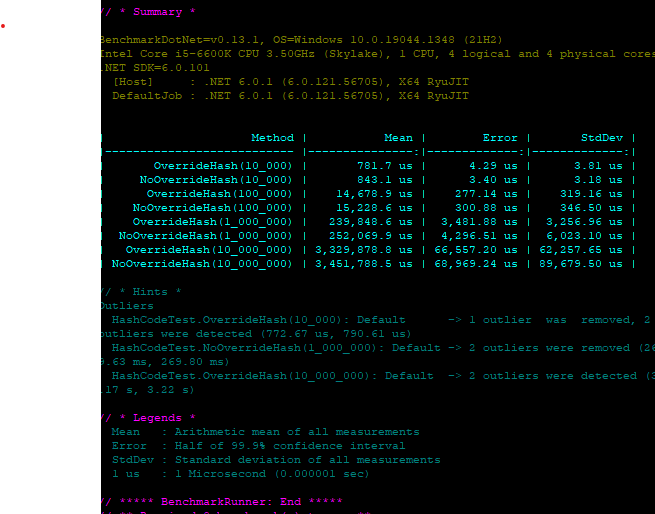 // * Summary *
BenchmarkDotNet=v0.13.1, OS=Windows 10.0.19044.1348 (21H2)
Intel Core i5-6600K CPU 3.50GHz (Skylake), 1 CPU, 4 logical and 4 physical cores
.NET SDK=6.0.101
[Host]     : .NET 6.0.1 (6.0.121.56705), X64 RyuJIT
DefaultJob : .NET 6.0.1 (6.0.121.56705), X64 RyuJIT
| Method | Mean | Error | StdDev |
|----------------------------- |---------------:|-------------:|-------------:|
| OverrideHash(10_000) | 781.7 us | 4.29 us | 3.81 us |
| NoOverrideHash(10_000) | 843.1 us | 3.40 us | 3.18 us |
| OverrideHash(100_000) | 14,678.9 us | 277.14 us | 319.16 us |
| NoOverrideHash(100_000) | 15,228.6 us | 300.88 us | 346.50 us |
| OverrideHash(1_000_000) | 239,848.6 us | 3,481.88 us | 3,256.96 us |
| NoOverrideHash(1_000_000) | 252,069.9 us | 4,296.51 us | 6,023.10 us |
| OverrideHash(10_000_000) | 3,329,878.8 us | 66,557.20 us | 62,257.65 us |
| NoOverrideHash(10_000_000) | 3,451,788.5 us | 68,969.24 us | 89,679.50 us |
// * Hints *
Outliers
HashCodeTest.OverrideHash(10_000): Default      -> 1 outlier  was  removed, 2
outliers were detected (772.67 us, 790.61 us)
HashCodeTest.NoOverrideHash(1_000_000): Default -> 2 outliers were removed (26
9.63 ms, 269.80 ms)
HashCodeTest.OverrideHash(10_000_000): Default  -> 2 outliers were detected (3
.17 s, 3.22 s)
// * Legends *
Mean   : Arithmetic mean of all measurements
Error  : Half of 99.9% confidence interval
StdDev : Standard deviation of all measurements
1 us   : 1 Microsecond (0.000001 sec)
// ***** BenchmarkRunner: End *****